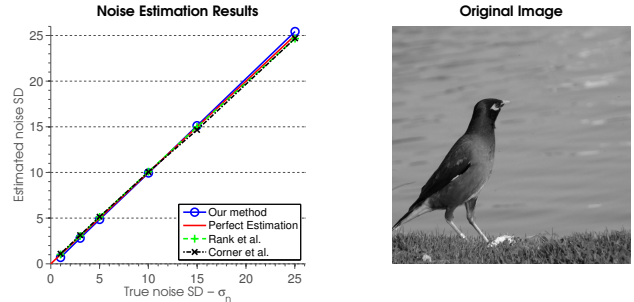 Noise Estimation Results
Estimated noise SD
25
20
15
10
5
0
0 5 10 15 20 25
True noise SD – σn
Our method
Perfect Estimation
Rank et al.
Corner et al.
Original Image